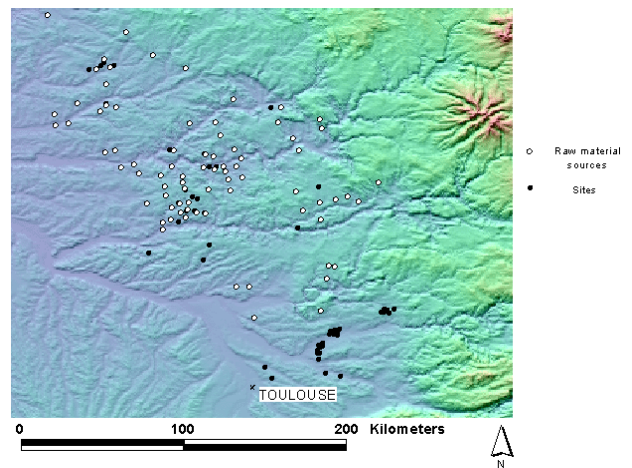 Raw material
sources
Sites
TOULOUSE
0 100 200 Kilometers
N